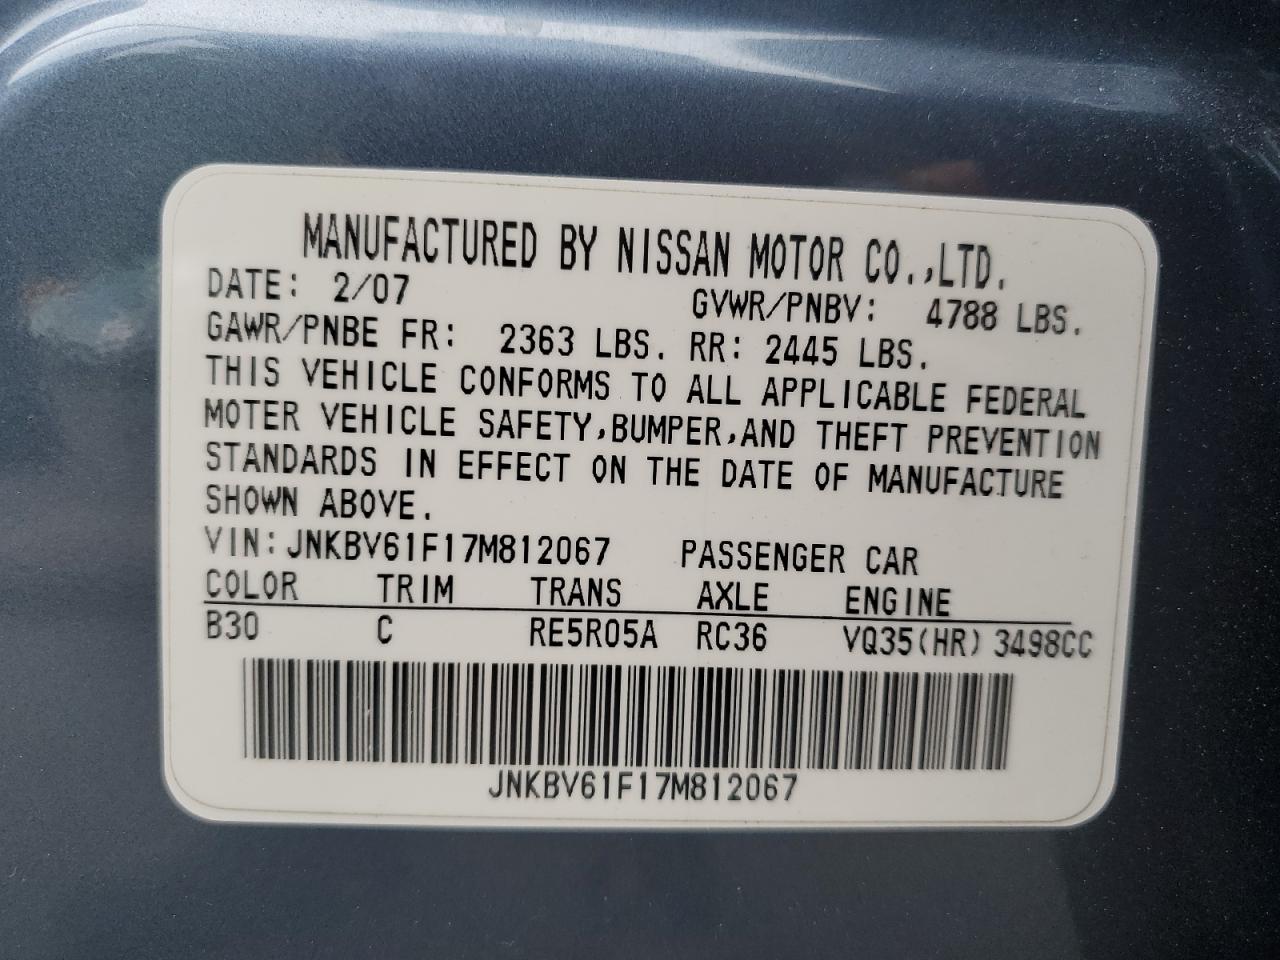 MANUFACTURED BY NISSAN MOTOR CO.,LTD.
DATE: 2/07 GVWR/PNBV: 4788 LBS.
GAWR/PNBE FR: 2363 LBS. RR: 2445 LBS.
THIS VEHICLE CONFORMS TO ALL APPLICABLE FEDERAL
MOTER VEHICLE SAFETY,BUMPER,AND THEFT PREVENTION
STANDARDS IN EFFECT ON THE DATE OF MANUFACTURE
SHOWN ABOVE.
VIN: JNKBV61F17M812067 PASSENGER CAR
COLOR TRIM TRANS AXLE ENGINE
B30 C RE5R05A RC36 VQ35(HR) 3498CC
JNKBV61F17M812067